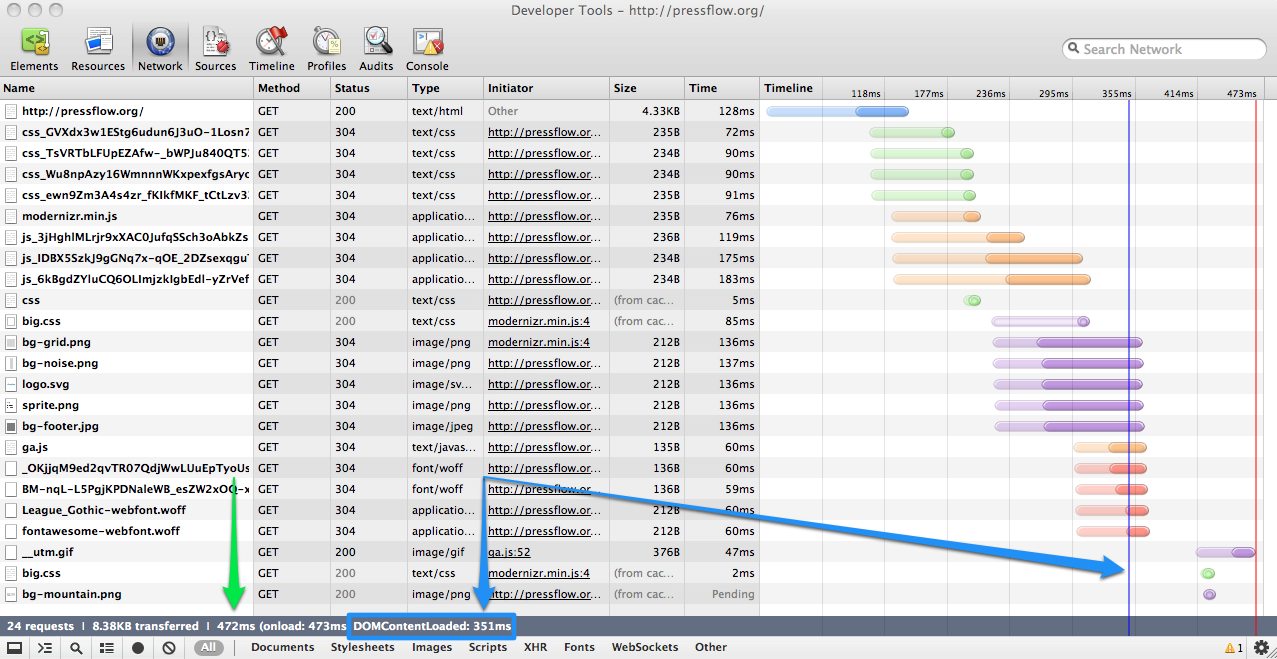 Developer Tools – http://pressflow.org/
Elements Resources Network Sources Timeline Profiles Audits Console Search Network
Name Method Status Type Initiator Size Time Timeline 118ms 177ms 236ms 295ms 355ms 414ms 473ms
http://pressflow.org/ GET 200 text/html Other 4.33KB 128ms
css_GVXdx3w1EStg6udun6J3uO-1Losn7 GET 304 text/css http://pressflow.or... 235B 72ms
css_TsVRTbLFUpEZAfw-_bWPJu840QT5 GET 304 text/css http://pressflow.or... 234B 90ms
css_Wu8npAzy16WmnnnWKxpexfgsAryc GET 304 text/css http://pressflow.or... 234B 90ms
css_ewn9Zm3A4s4zr_fKIkfMKF_tCtLzv3 GET 304 text/css http://pressflow.or... 235B 91ms
modernizr.min.js GET 304 applicatio... http://pressflow.or... 235B 76ms
js_3jHghlMLrjr9xXAC0JufqSSch3oAbkZs GET 304 applicatio... http://pressflow.or... 236B 119ms
js_IDBX5SzkJ9gGNq7x-qOE_2DZsexqgu GET 304 applicatio... http://pressflow.or... 234B 175ms
js_6kBgdZYluCQ6OLImjzkIgbEdl-yZrVef GET 304 applicatio... http://pressflow.or... 234B 183ms
css GET 200 text/css http://pressflow.or... (from cac... 5ms
big.css GET 200 text/css modernizr.min.js:4 (from cac... 85ms
bg-grid.png GET 304 image/png modernizr.min.js:4 212B 136ms
bg-noise.png GET 304 image/png http://pressflow.or... 212B 137ms
logo.svg GET 304 image/sv... http://pressflow.or... 212B 136ms
sprite.png GET 304 image/png http://pressflow.or... 212B 136ms
bg-footer.jpg GET 304 image/jpeg http://pressflow.or... 212B 136ms
ga.js GET 304 text/javas... http://pressflow.or... 135B 60ms
_OKjjqM9ed2qvTR07QdjWwLUuEpTyoUs GET 304 font/woff http://pressflow.or... 136B 60ms
BM-nqL-L5PgjKPDNaleWB_esZW2xOQ-x GET 304 font/woff http://pressflow.or... 136B 59ms
League_Gothic-webfont.woff GET 304 applicatio... http://pressflow.or... 212B 60ms
fontawesome-webfont.woff GET 304 applicatio... http://pressflow.or... 212B 60ms
__utm.gif GET 200 image/gif ga.js:52 376B 47ms
big.css GET 200 text/css modernizr.min.js:4 (from cac... 2ms
bg-mountain.png GET 200 image/png http://pressflow.or... (from cac... Pending
24 requests | 8.38KB transferred | 472ms (onload: 473ms DOMContentLoaded: 351ms
All Documents Stylesheets Images Scripts XHR Fonts WebSockets Other 1